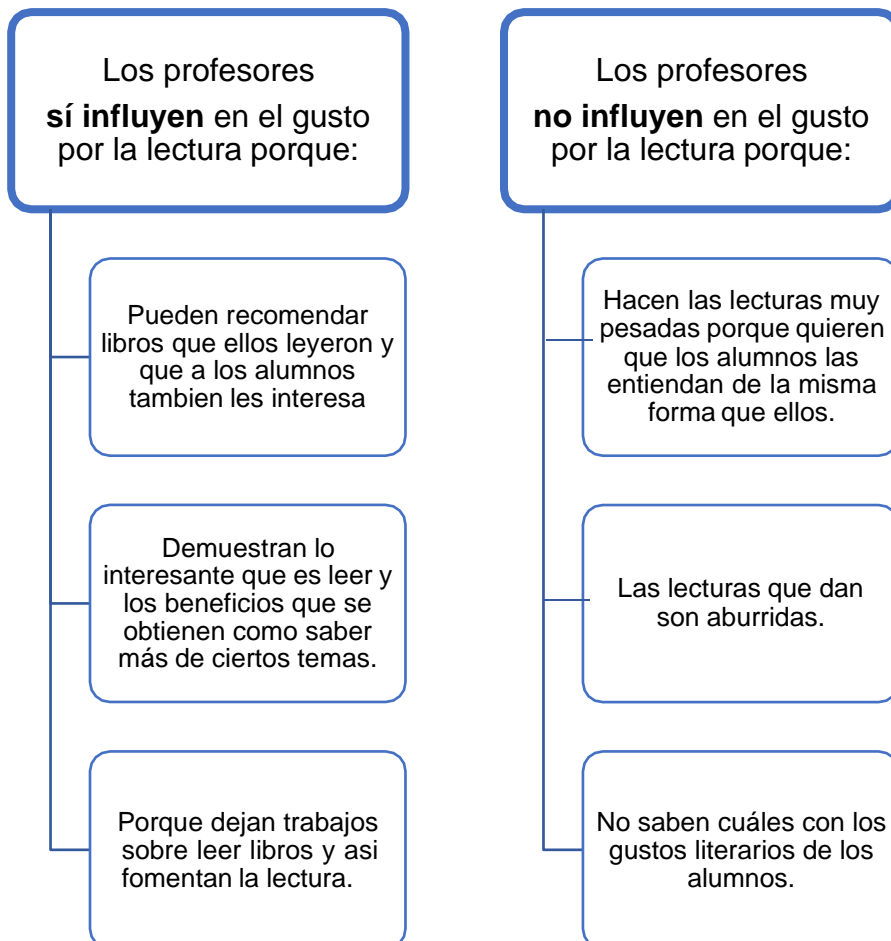 Los profesores
sí influyen en el gusto
por la lectura porque:
Pueden recomendar
libros que ellos leyeron y
que a los alumnos
tambien les interesa
Demuestran lo
interesante que es leer y
los beneficios que se
obtienen como saber
más de ciertos temas.
Porque dejan trabajos
sobre leer libros y asi
fomentan la lectura.
Los profesores
no influyen en el gusto
por la lectura porque:
Hacen las lecturas muy
pesadas porque quieren
que los alumnos las
entiendan de la misma
forma que ellos.
Las lecturas que dan
son aburridas.
No saben cuáles con los
gustos literarios de los
alumnos.